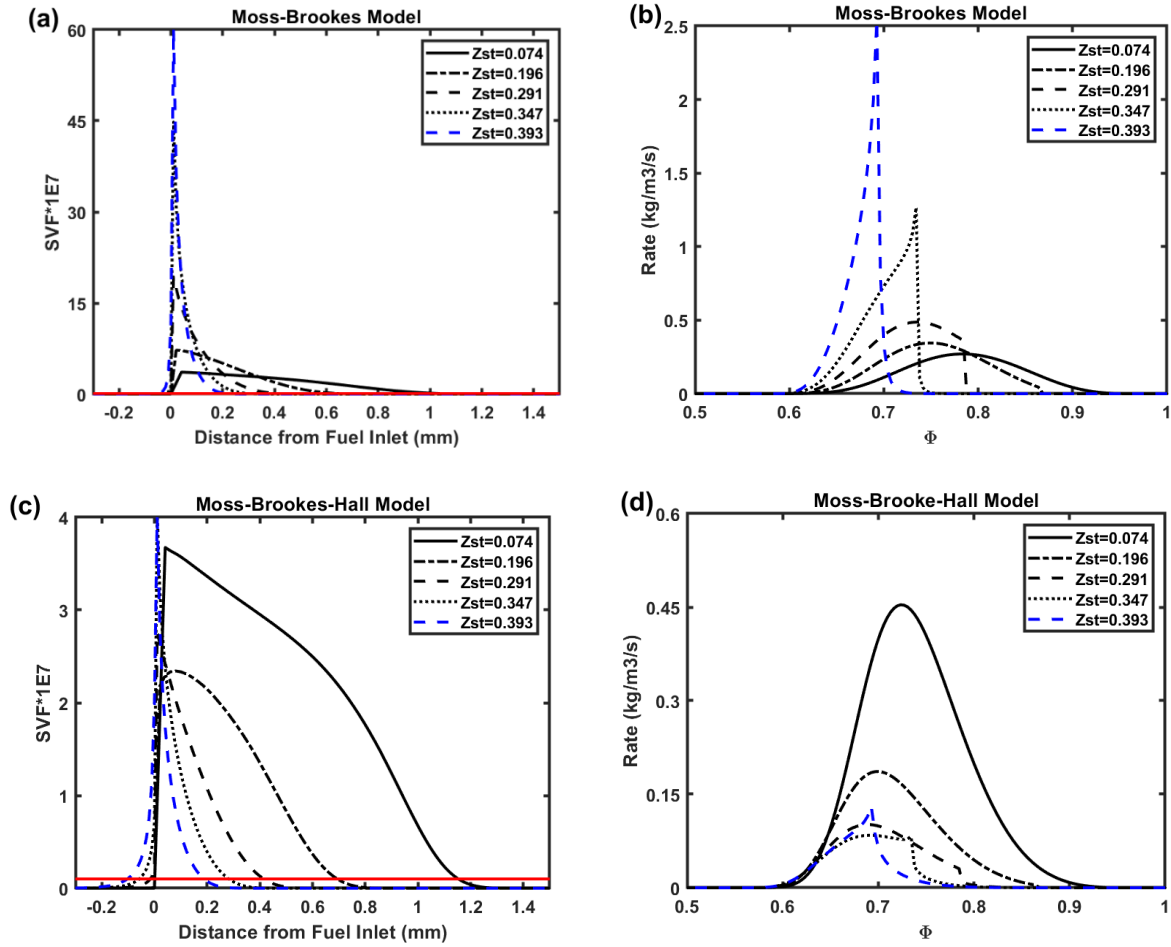 (a)
Moss-Brookes Model
60
45
30
15
0
SVF*1E7
Zst=0.074
Zst=0.196
Zst=0.291
Zst=0.347
Zst=0.393
-0.2 0 0.2 0.4 0.6 0.8 1 1.2 1.4
Distance from Fuel Inlet (mm)
(b)
Moss-Brookes Model
2.5
2
1.5
1
0.5
0
Rate (kg/m3/s)
Zst=0.074
Zst=0.196
Zst=0.291
Zst=0.347
Zst=0.393
0.5 0.6 0.7 0.8 0.9 1
Φ
(c)
Moss-Brookes-Hall Model
4
3
2
1
0
SVF*1E7
Zst=0.074
Zst=0.196
Zst=0.291
Zst=0.347
Zst=0.393
-0.2 0 0.2 0.4 0.6 0.8 1 1.2 1.4
Distance from Fuel Inlet (mm)
(d)
Moss-Brooke-Hall Model
0.6
0.45
0.3
0.15
0
Rate (kg/m3/s)
Zst=0.074
Zst=0.196
Zst=0.291
Zst=0.347
Zst=0.393
0.5 0.6 0.7 0.8 0.9 1
Φ